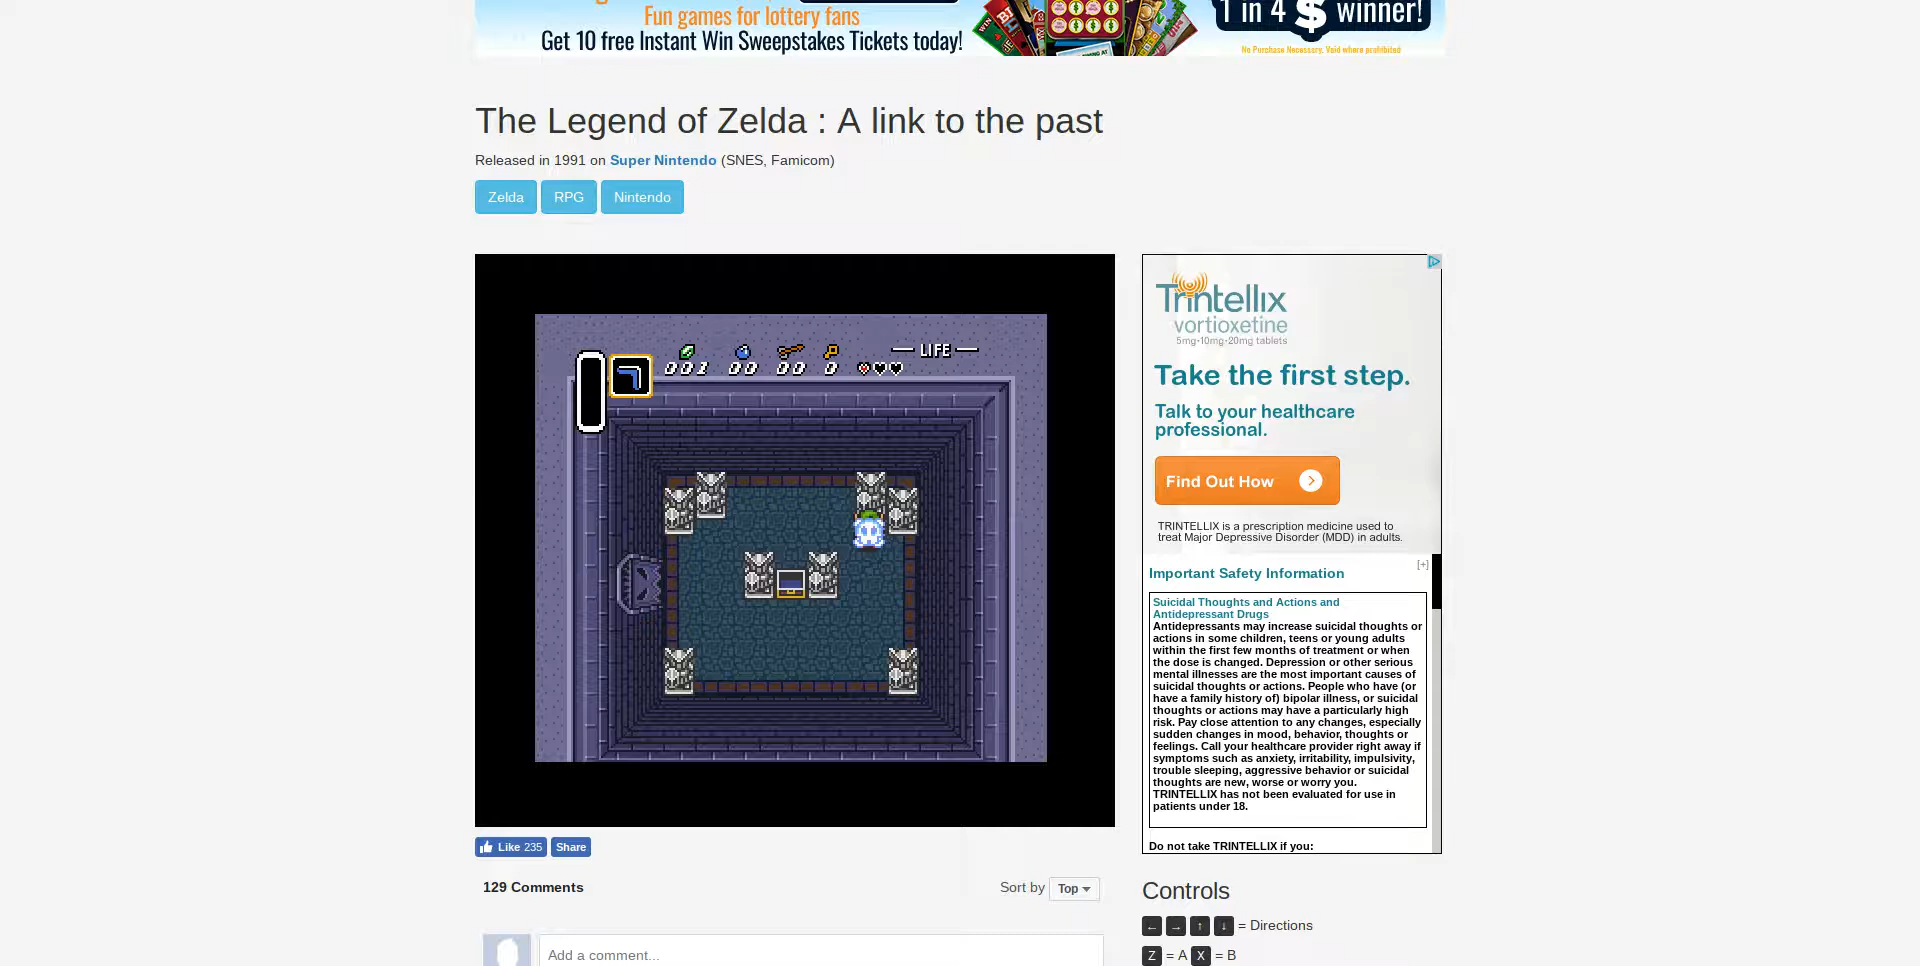 Fun games for lottery fans
Get 10 free Instant Win Sweepstakes Tickets today!
1 in 4 $ winner!
No Purchase Necessary. Void where prohibited
The Legend of Zelda : A link to the past
Released in 1991 on Super Nintendo (SNES, Famicom)
Zelda RPG Nintendo
LIFE
001 00 00 0
Trintellix
vortioxetine
5mg·10mg·20mg tablets
Take the first step.
Talk to your healthcare
professional.
Find Out How
TRINTELLIX is a prescription medicine used to
treat Major Depressive Disorder (MDD) in adults.
[+]
Important Safety Information
Suicidal Thoughts and Actions and
Antidepressant Drugs
Antidepressants may increase suicidal thoughts or
actions in some children, teens or young adults
within the first few months of treatment or when
the dose is changed. Depression or other serious
mental illnesses are the most important causes of
suicidal thoughts or actions. People who have (or
have a family history of) bipolar illness, or suicidal
thoughts or actions may have a particularly high
risk. Pay close attention to any changes, especially
sudden changes in mood, behavior, thoughts or
feelings. Call your healthcare provider right away if
symptoms such as anxiety, irritability, impulsivity,
trouble sleeping, aggressive behavior or suicidal
thoughts are new, worse or worry you.
TRINTELLIX has not been evaluated for use in
patients under 18.
Do not take TRINTELLIX if you:
Like 235 Share
129 Comments
Sort by Top
Add a comment...
Controls
← → ↑ ↓ = Directions
Z = A X = B